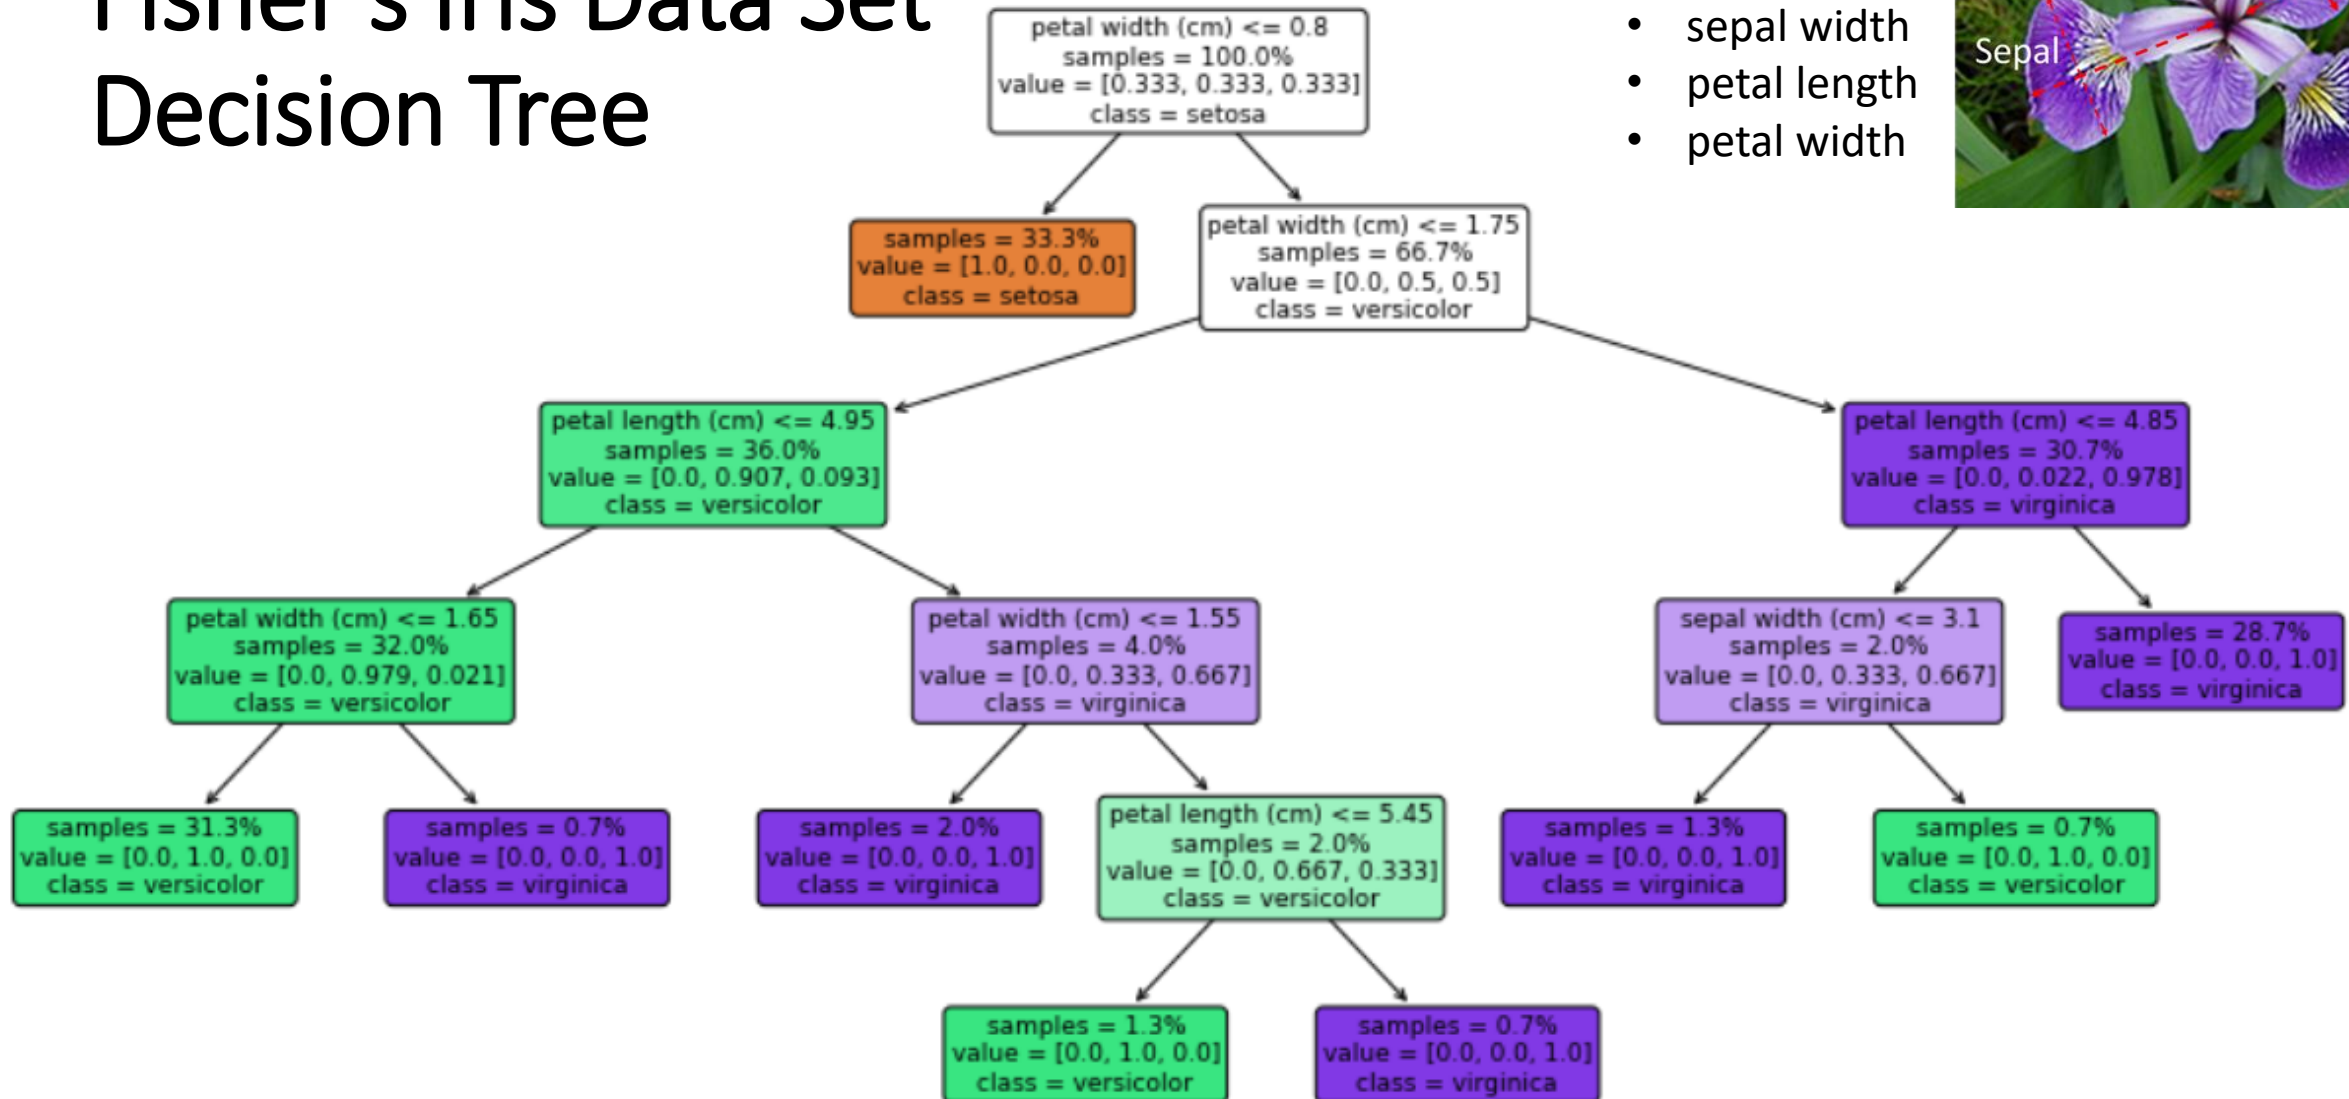 Fisher's Iris Data Set
Decision Tree
• sepal width
• petal length
• petal width
Sepal
petal width (cm) <= 0.8
samples = 100.0%
value = [0.333, 0.333, 0.333]
class = setosa
samples = 33.3%
value = [1.0, 0.0, 0.0]
class = setosa
petal width (cm) <= 1.75
samples = 66.7%
value = [0.0, 0.5, 0.5]
class = versicolor
petal length (cm) <= 4.95
samples = 36.0%
value = [0.0, 0.907, 0.093]
class = versicolor
petal length (cm) <= 4.85
samples = 30.7%
value = [0.0, 0.022, 0.978]
class = virginica
petal width (cm) <= 1.65
samples = 32.0%
value = [0.0, 0.979, 0.021]
class = versicolor
petal width (cm) <= 1.55
samples = 4.0%
value = [0.0, 0.333, 0.667]
class = virginica
sepal width (cm) <= 3.1
samples = 2.0%
value = [0.0, 0.333, 0.667]
class = virginica
samples = 28.7%
value = [0.0, 0.0, 1.0]
class = virginica
samples = 31.3%
value = [0.0, 1.0, 0.0]
class = versicolor
samples = 0.7%
value = [0.0, 0.0, 1.0]
class = virginica
samples = 2.0%
value = [0.0, 0.0, 1.0]
class = virginica
petal length (cm) <= 5.45
samples = 2.0%
value = [0.0, 0.667, 0.333]
class = versicolor
samples = 1.3%
value = [0.0, 0.0, 1.0]
class = virginica
samples = 0.7%
value = [0.0, 1.0, 0.0]
class = versicolor
samples = 1.3%
value = [0.0, 1.0, 0.0]
class = versicolor
samples = 0.7%
value = [0.0, 0.0, 1.0]
class = virginica